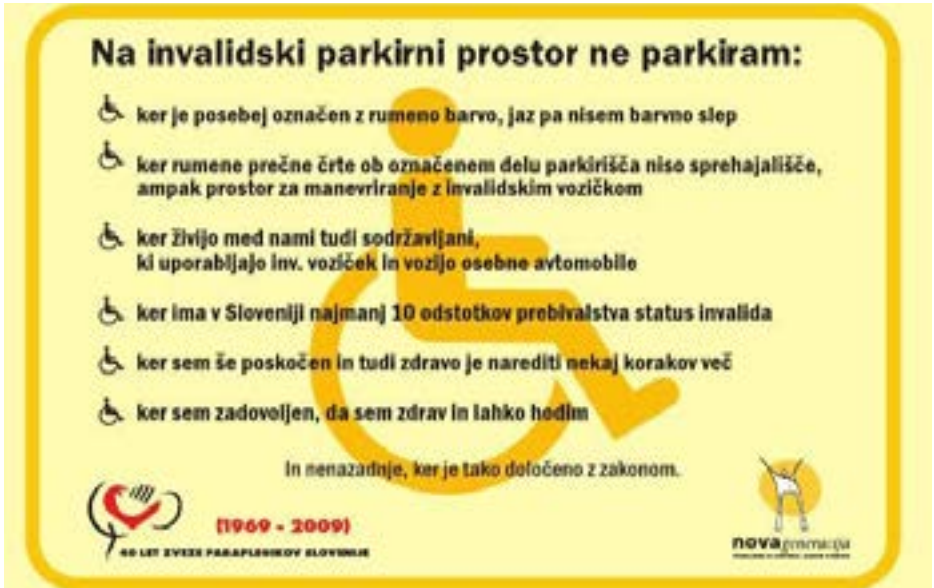 Na invalidski parkirni prostor ne parkiram:
ker je posebej označen z rumeno barvo, jaz pa nisem barvno slep
ker rumene prečne črte ob označenem delu parkirišča niso sprehajališče,
ampak prostor za manevriranje z invalidskim vozičkom
ker živijo med nami tudi sodržavljani,
ki uporabljajo inv. voziček in vozijo osebne avtomobile
ker ima v Sloveniji najmanj 10 odstotkov prebivalstva status invalida
ker sem še poskočen in tudi zdravo je narediti nekaj korakov več
ker sem zadovoljen, da sem zdrav in lahko hodim
In nenazadnje, ker je tako določeno z zakonom.
(1969 - 2009)
40 LET ZVEZE PARAPLEGIKOV SLOVENIJE
novageneracija